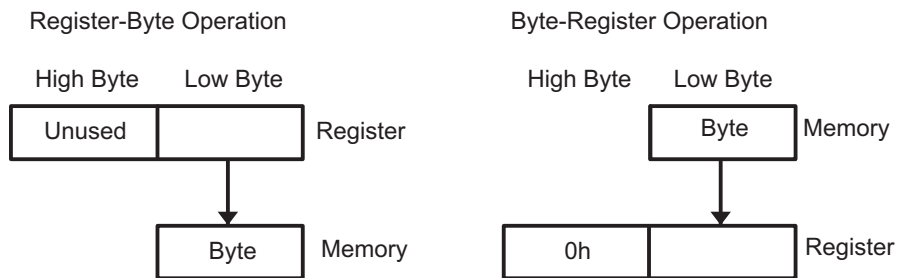 Register-Byte Operation
High Byte Low Byte
Unused Register
Byte Memory
Byte-Register Operation
High Byte Low Byte
Byte Memory
0h Register